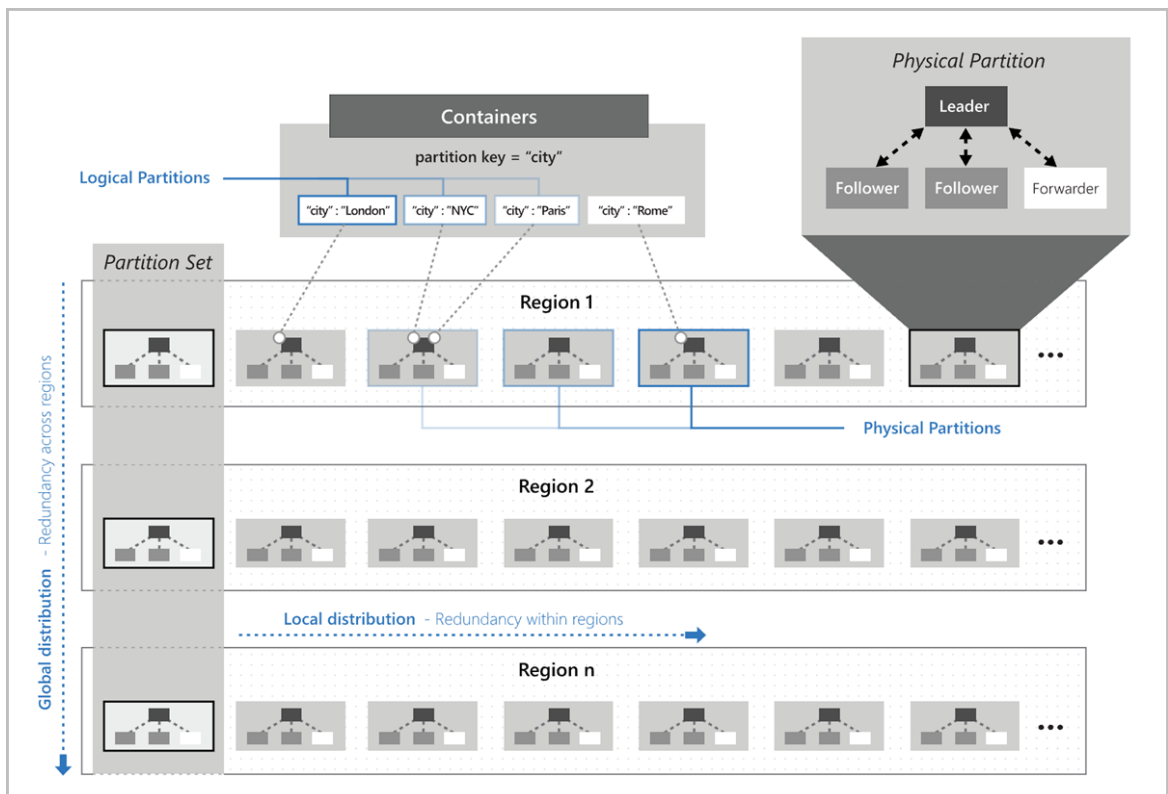 Physical Partition
Leader
Follower
Follower
Forwarder
Containers
partition key = “city”
Logical Partitions
“city” : “London”
“city” : “NYC”
“city” : “Paris”
“city” : “Rome”
Partition Set
Region 1
•••
Physical Partitions
Region 2
•••
Local distribution - Redundancy within regions
Region n
•••
Global distribution - Redundancy across regions